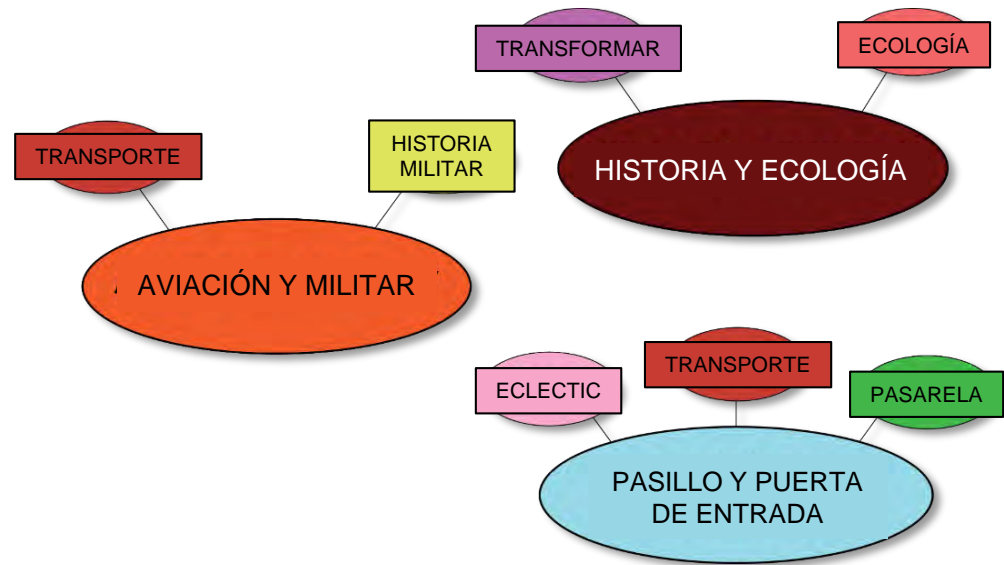 TRANSFORMAR
ECOLOGÍA
HISTORIA Y ECOLOGÍA
TRANSPORTE
HISTORIA
MILITAR
AVIACIÓN Y MILITAR
ECLECTIC
TRANSPORTE
PASARELA
PASILLO Y PUERTA
DE ENTRADA